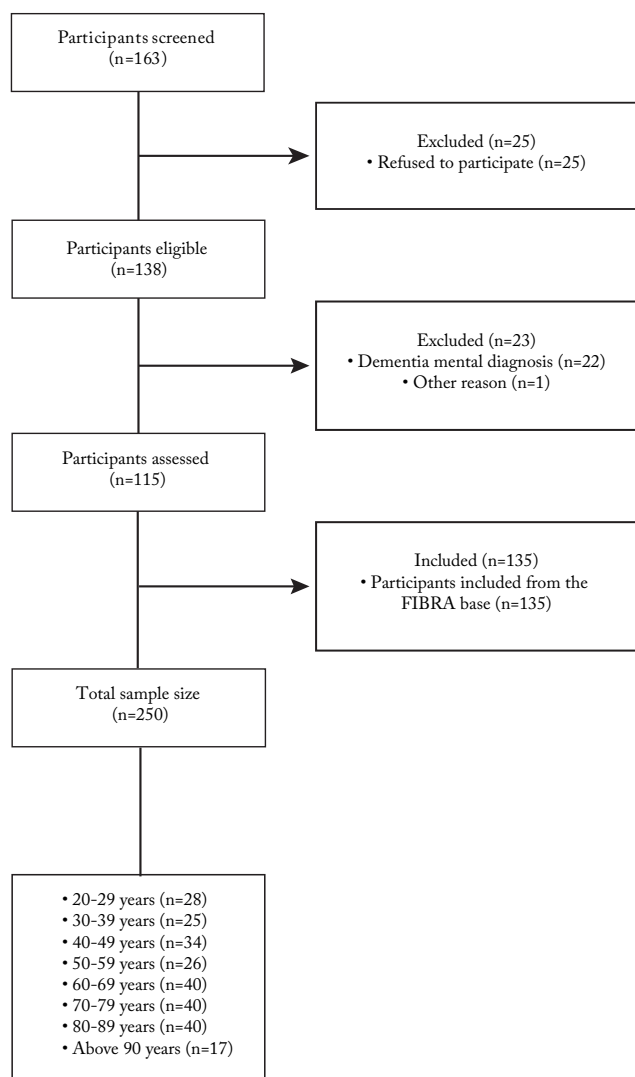 Participants screened
(n=163)
Excluded (n=25)
• Refused to participate (n=25)
Participants eligible
(n=138)
Excluded (n=23)
• Dementia mental diagnosis (n=22)
• Other reason (n=1)
Participants assessed
(n=115)
Included (n=135)
• Participants included from the
FIBRA base (n=135)
Total sample size
(n=250)
• 20-29 years (n=28)
• 30-39 years (n=25)
• 40-49 years (n=34)
• 50-59 years (n=26)
• 60-69 years (n=40)
• 70-79 years (n=40)
• 80-89 years (n=40)
• Above 90 years (n=17)